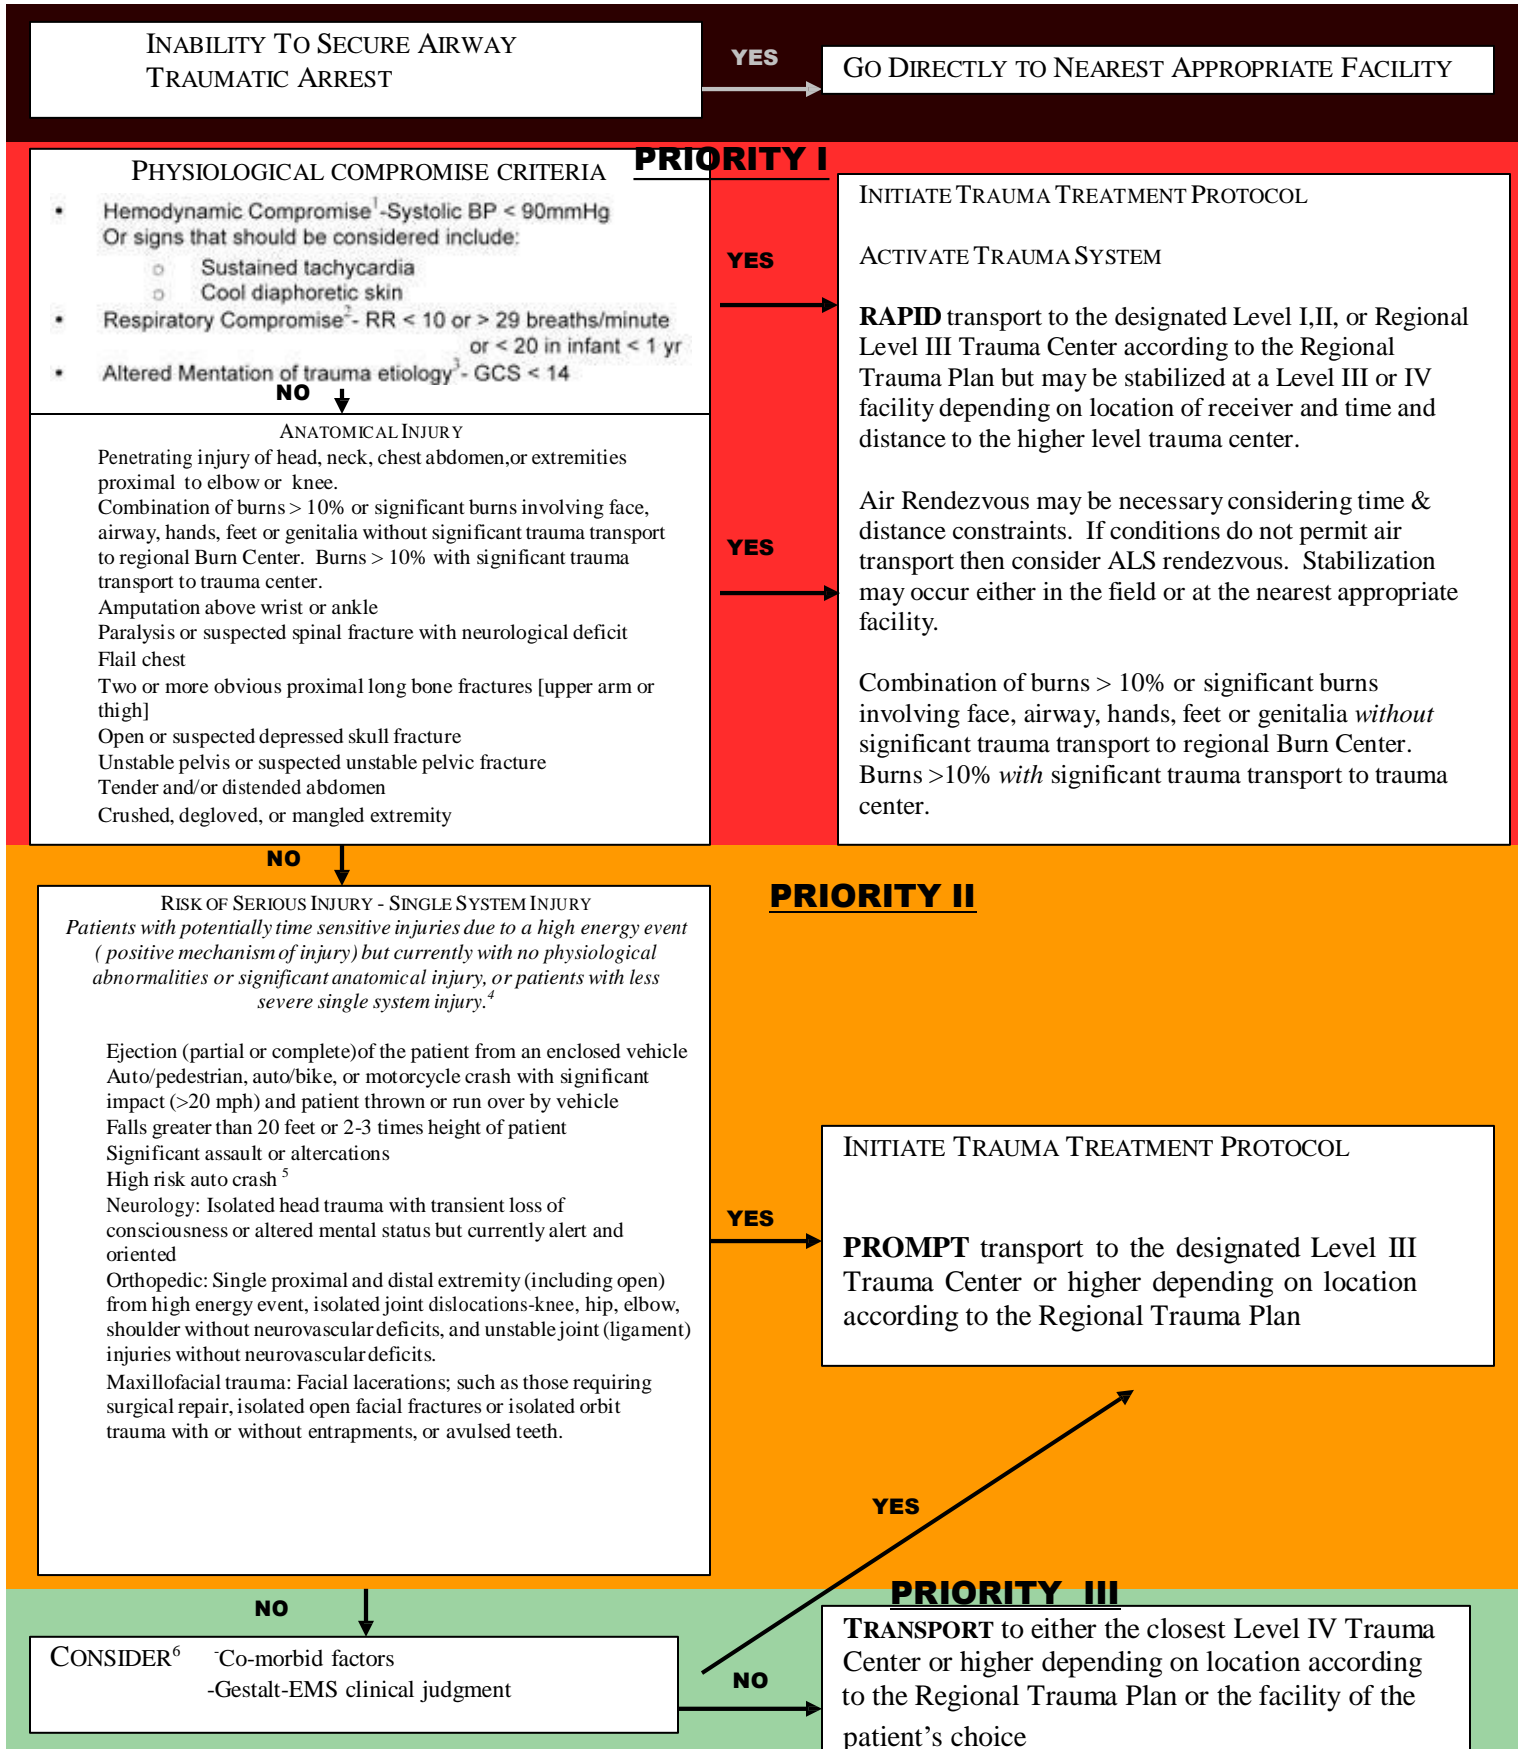 INABILITY TO SECURE AIRWAY
TRAUMATIC ARREST
YES
GO DIRECTLY TO NEAREST APPROPRIATE FACILITY
PRIORITY I
PHYSIOLOGICAL COMPROMISE CRITERIA
• Hemodynamic Compromise1-Systolic BP < 90mmHg
Or signs that should be considered include:
○ Sustained tachycardia
○ Cool diaphoretic skin
• Respiratory Compromise2- RR < 10 or > 29 breaths/minute
or < 20 in infant < 1 yr
• Altered Mentation of trauma etiology3- GCS < 14
NO
YES
ANATOMICAL INJURY
Penetrating injury of head, neck, chest abdomen,or extremities
proximal to elbow or knee.
Combination of burns > 10% or significant burns involving face,
airway, hands, feet or genitalia without significant trauma transport
to regional Burn Center. Burns > 10% with significant trauma
transport to trauma center.
Amputation above wrist or ankle
Paralysis or suspected spinal fracture with neurological deficit
Flail chest
Two or more obvious proximal long bone fractures [upper arm or
thigh]
Open or suspected depressed skull fracture
Unstable pelvis or suspected unstable pelvic fracture
Tender and/or distended abdomen
Crushed, degloved, or mangled extremity
YES
INITIATE TRAUMA TREATMENT PROTOCOL
ACTIVATE TRAUMA SYSTEM
RAPID transport to the designated Level I,II, or Regional
Level III Trauma Center according to the Regional
Trauma Plan but may be stabilized at a Level III or IV
facility depending on location of receiver and time and
distance to the higher level trauma center.
Air Rendezvous may be necessary considering time &
distance constraints. If conditions do not permit air
transport then consider ALS rendezvous. Stabilization
may occur either in the field or at the nearest appropriate
facility.
Combination of burns > 10% or significant burns
involving face, airway, hands, feet or genitalia without
significant trauma transport to regional Burn Center.
Burns >10% with significant trauma transport to trauma
center.
NO
PRIORITY II
RISK OF SERIOUS INJURY - SINGLE SYSTEM INJURY
Patients with potentially time sensitive injuries due to a high energy event
( positive mechanism of injury) but currently with no physiological
abnormalities or significant anatomical injury, or patients with less
severe single system injury.4
Ejection (partial or complete)of the patient from an enclosed vehicle
Auto/pedestrian, auto/bike, or motorcycle crash with significant
impact (>20 mph) and patient thrown or run over by vehicle
Falls greater than 20 feet or 2-3 times height of patient
Significant assault or altercations
High risk auto crash 5
Neurology: Isolated head trauma with transient loss of
consciousness or altered mental status but currently alert and
oriented
Orthopedic: Single proximal and distal extremity (including open)
from high energy event, isolated joint dislocations-knee, hip, elbow,
shoulder without neurovascular deficits, and unstable joint (ligament)
injuries without neurovascular deficits.
Maxillofacial trauma: Facial lacerations; such as those requiring
surgical repair, isolated open facial fractures or isolated orbit
trauma with or without entrapments, or avulsed teeth.
YES
INITIATE TRAUMA TREATMENT PROTOCOL
PROMPT transport to the designated Level III
Trauma Center or higher depending on location
according to the Regional Trauma Plan
YES
NO
PRIORITY III
CONSIDER6 -Co-morbid factors
-Gestalt-EMS clinical judgment
NO
TRANSPORT to either the closest Level IV Trauma
Center or higher depending on location according
to the Regional Trauma Plan or the facility of the
patient's choice